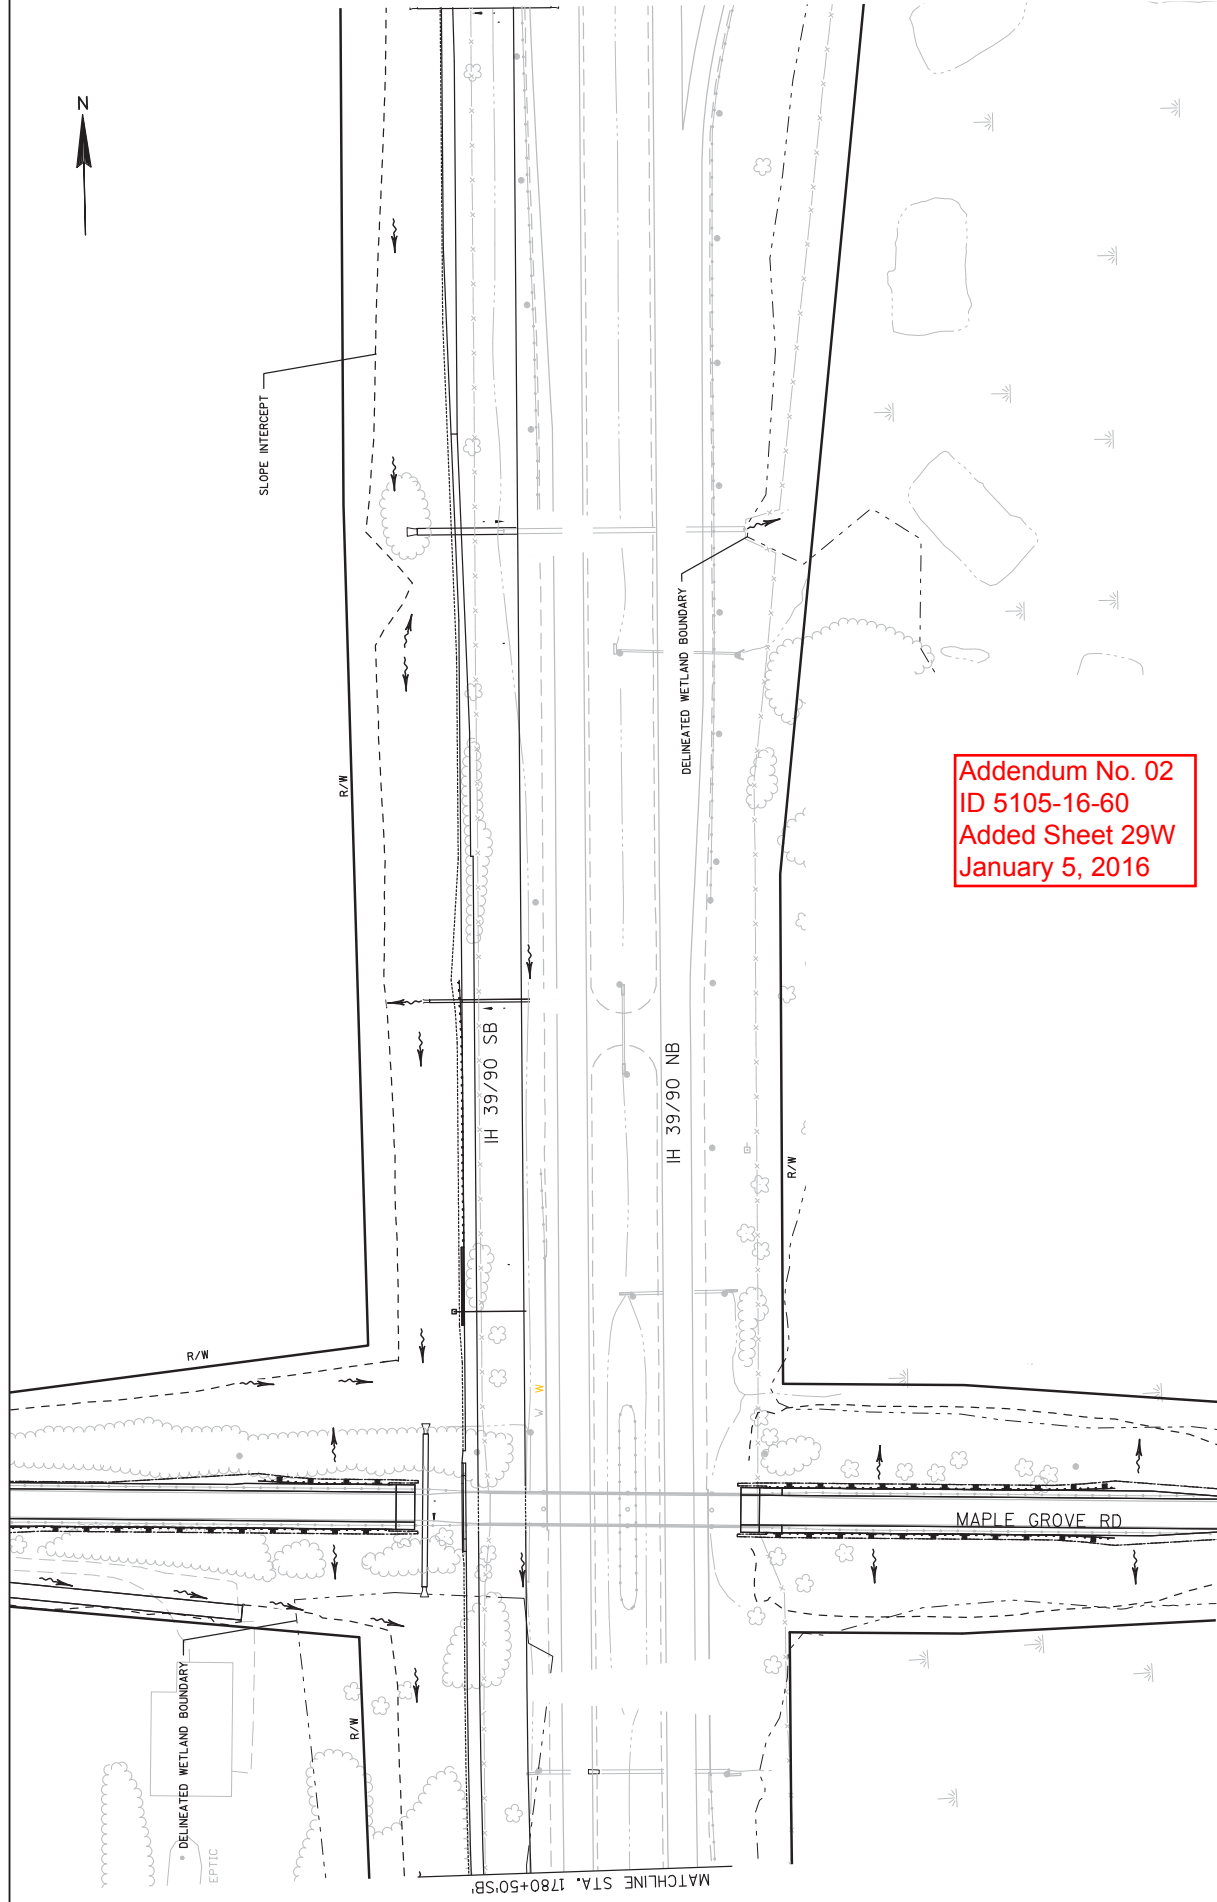 N
SLOPE INTERCEPT
DELINEATED WETLAND BOUNDARY
R/W
Addendum No. 02
ID 5105-16-60
Added Sheet 29W
January 5, 2016
IH 39/90 SB
IH 39/90 NB
R/W
R/W
W
W
MAPLE GROVE RD
DELINEATED WETLAND BOUNDARY
R/W
EPTIC
MATCHLINE STA. 1780+50'SB'